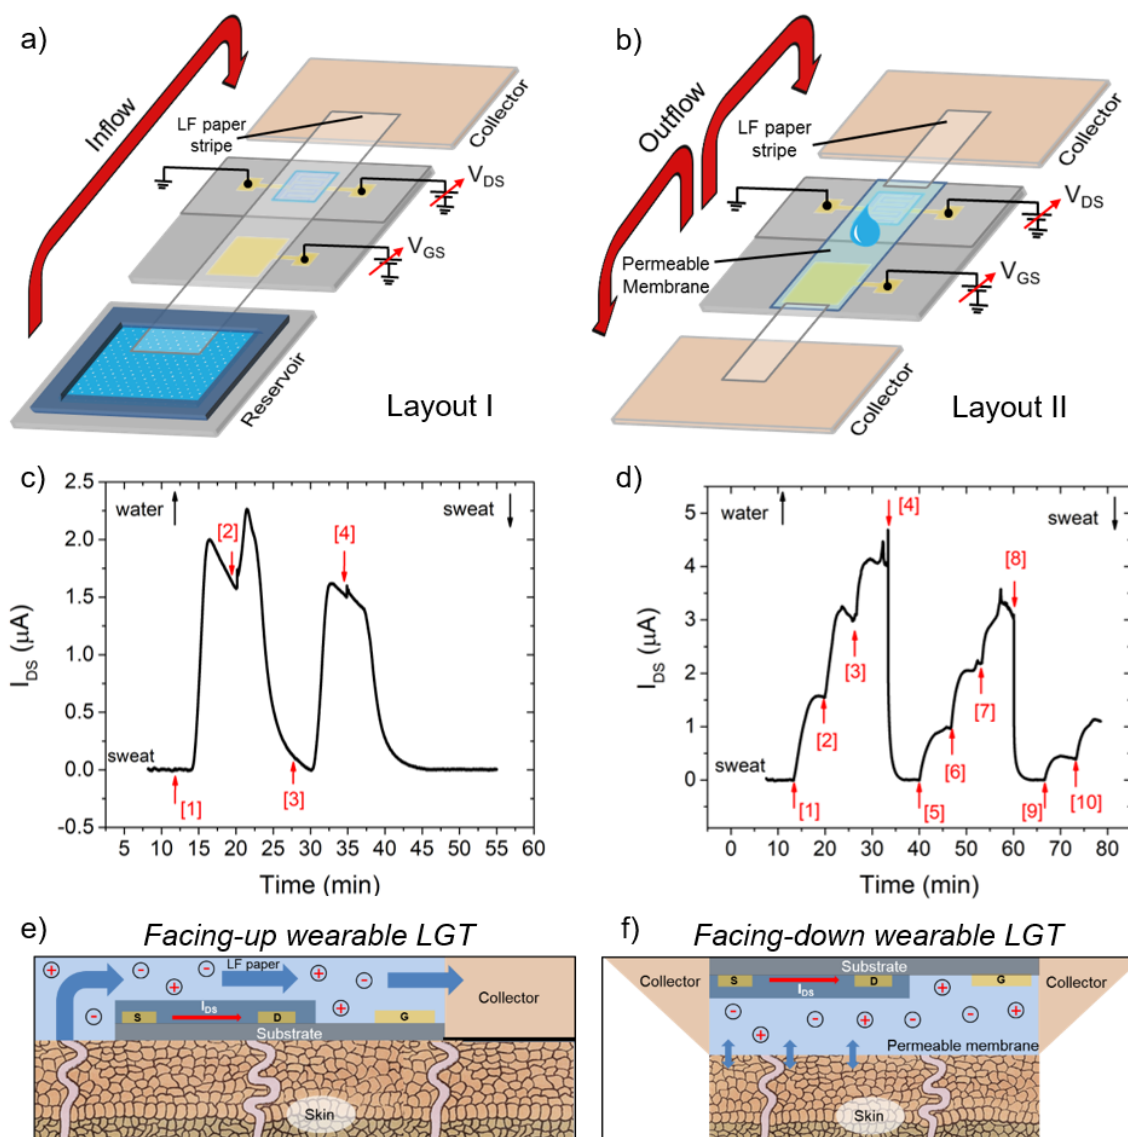 a)
Inflow
LF paper
stripe
Collector
V_DS
V_GS
Reservoir
Layout I
b)
Outflow
LF paper
stripe
Collector
V_DS
Permeable
Membrane
V_GS
Collector
Layout II
c)
2.5
2.0
1.5
1.0
0.5
0.0
-0.5
I_DS (μA)
water
sweat
[2]
[4]
sweat
[1]
[3]
5 10 15 20 25 30 35 40 45 50 55 60
Time (min)
d)
5
4
3
2
1
0
I_DS (μA)
water
[4]
sweat
[8]
[3]
[2]
[7]
[6]
sweat
[1]
[5]
[9]
[10]
0 10 20 30 40 50 60 70 80
Time (min)
e)
Facing-up wearable LGT
+ - - + + - + -
LF paper
I_DS
S
D
G
Substrate
Collector
Skin
f)
Facing-down wearable LGT
Collector
Substrate
Collector
S
D
G
I_DS
- + - + - + - +
Permeable membrane
Skin